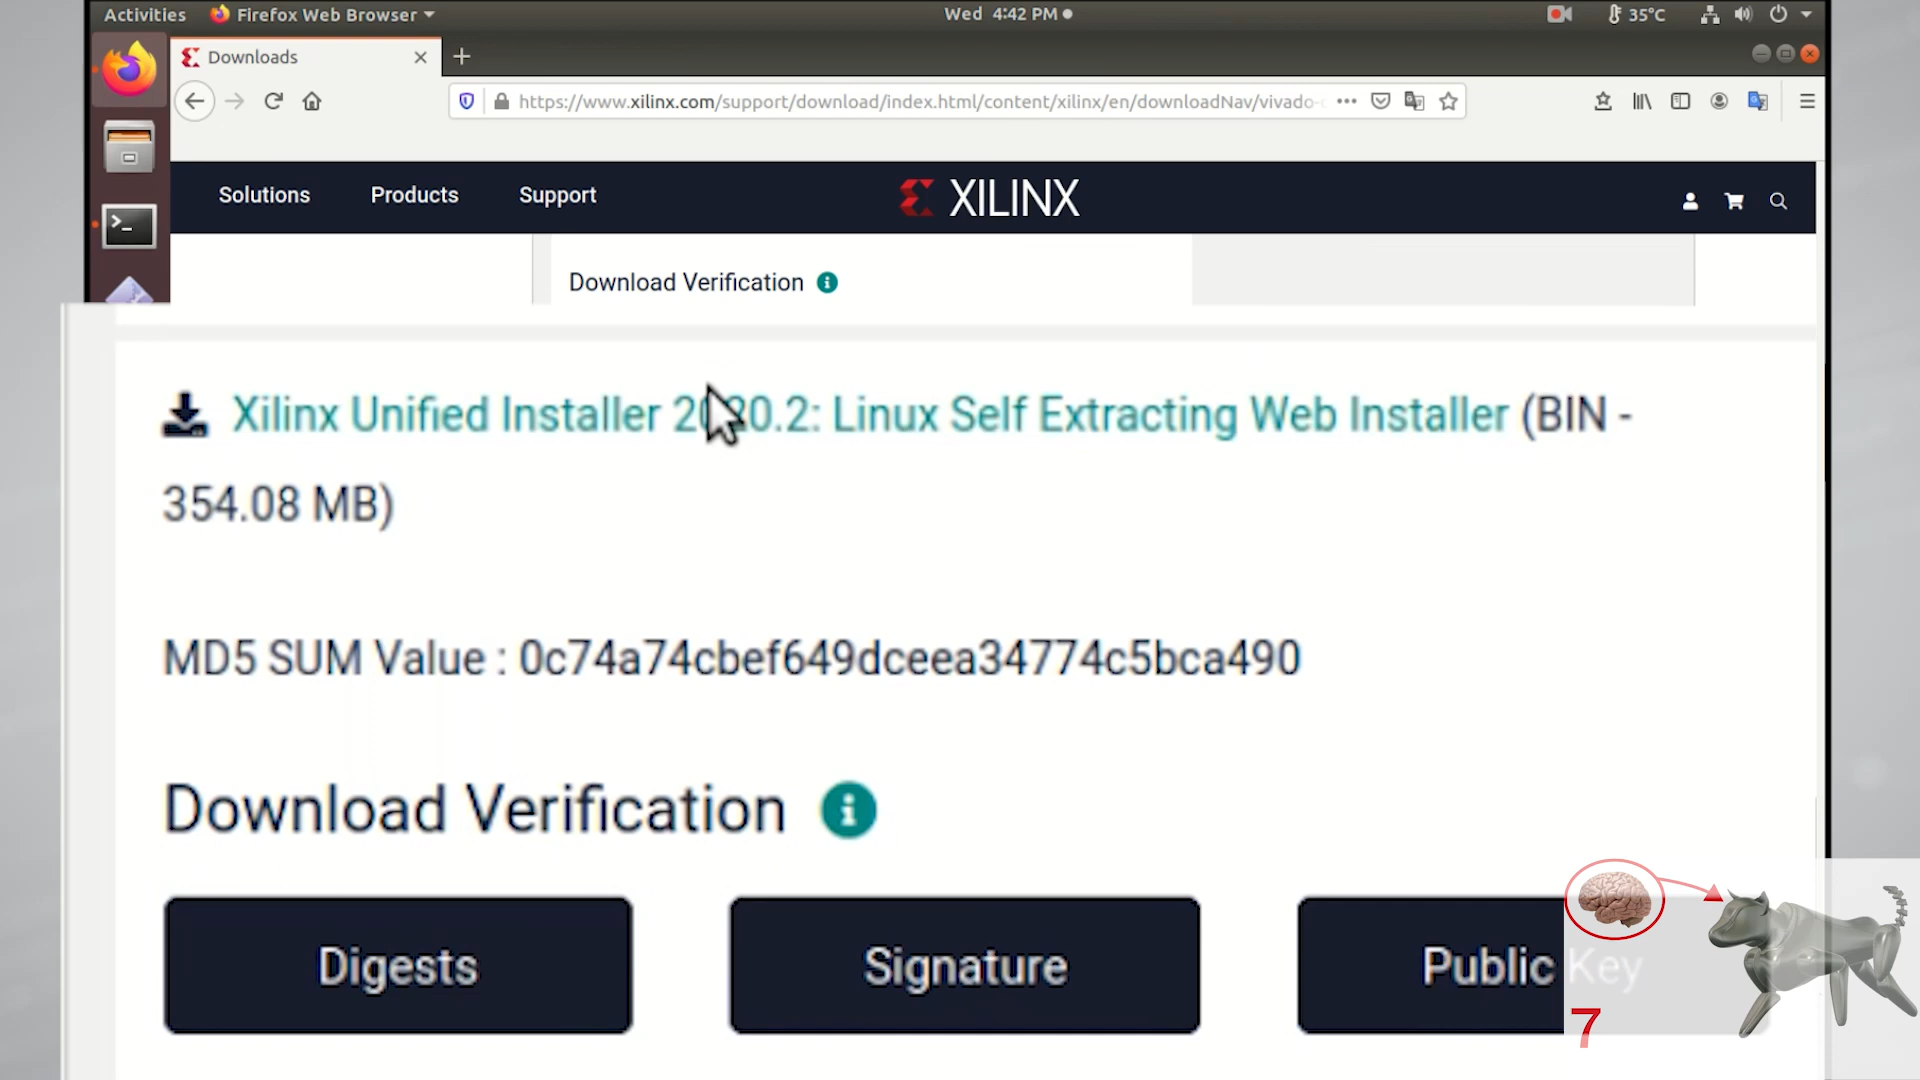 Activities Firefox Web Browser Wed 4:42 PM 35°C
Downloads
https://www.xilinx.com/support/download/index.html/content/xilinx/en/downloadNav/vivado-
Solutions Products Support XILINX
Download Verification
Xilinx Unified Installer 2020.2: Linux Self Extracting Web Installer (BIN -
354.08 MB)
MD5 SUM Value : 0c74a74cbef649dceea34774c5bca490
Download Verification
Digests Signature Public Key
7